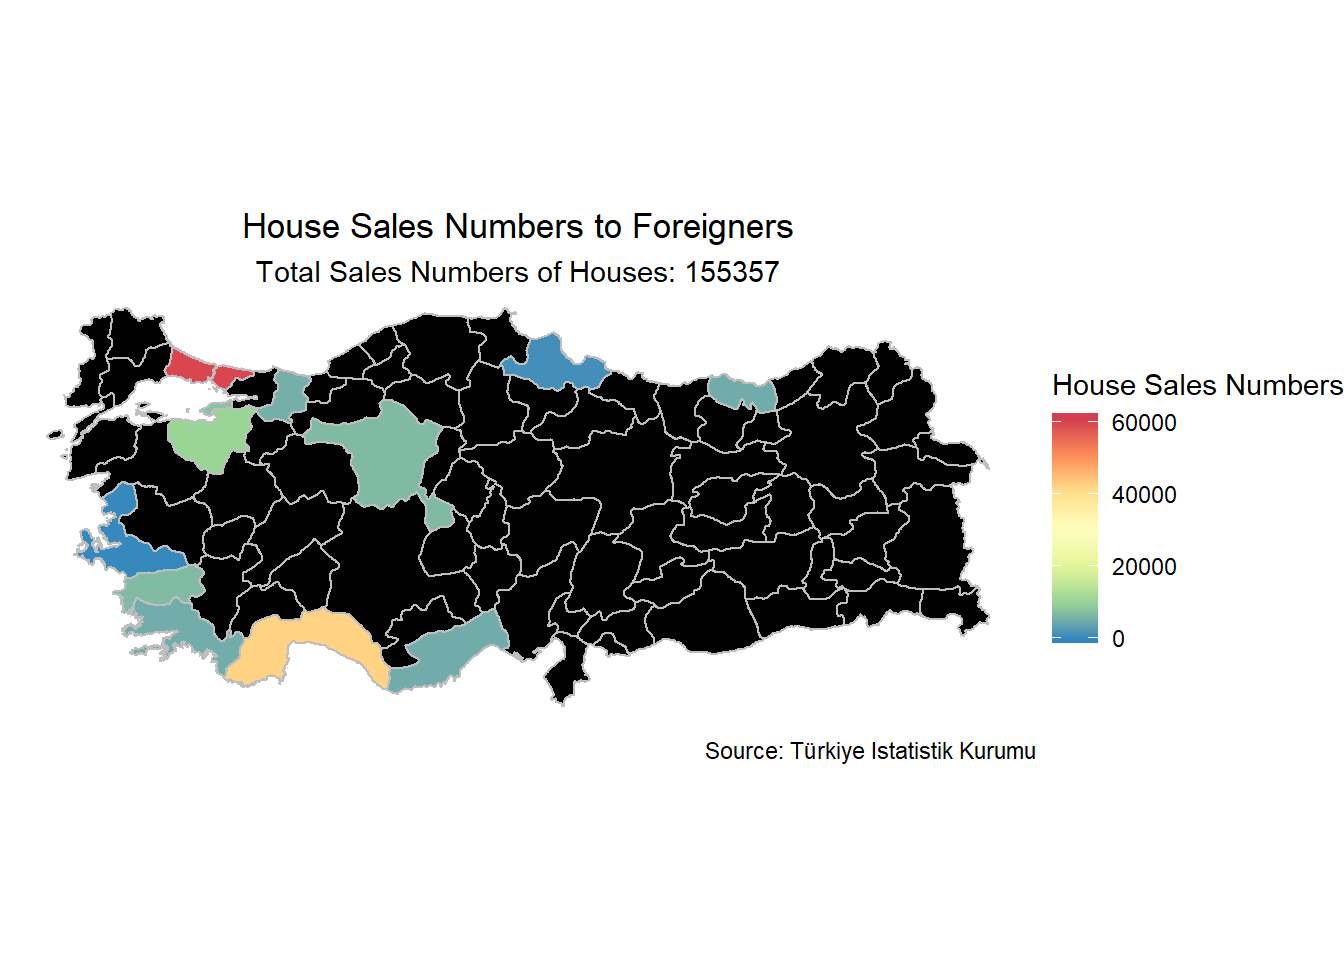 House Sales Numbers to Foreigners
Total Sales Numbers of Houses: 155357
House Sales Numbers
60000
40000
20000
0
Source: Türkiye Istatistik Kurumu